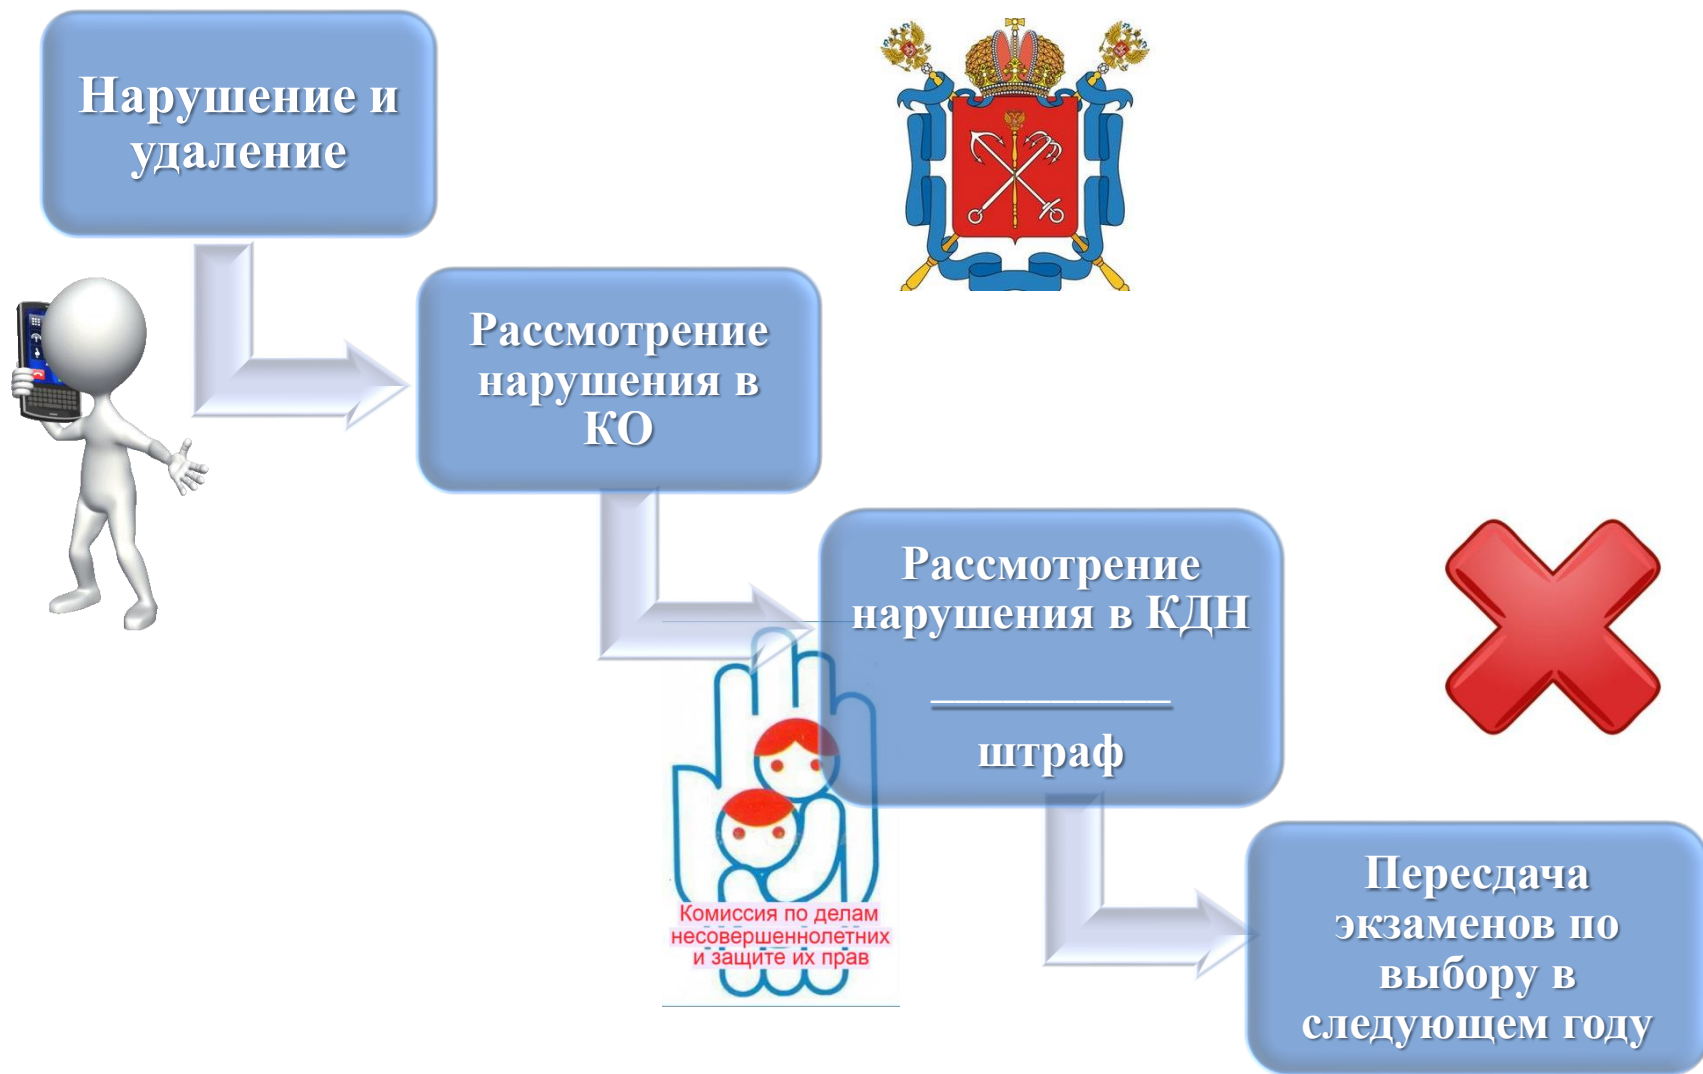 Нарушение и
удаление
Рассмотрение
нарушения в
КО
Рассмотрение
нарушения в КДН
___________
штраф
Комиссия по делам
несовершеннолетних
и защите их прав
Пересдача
экзаменов по
выбору в
следующем году